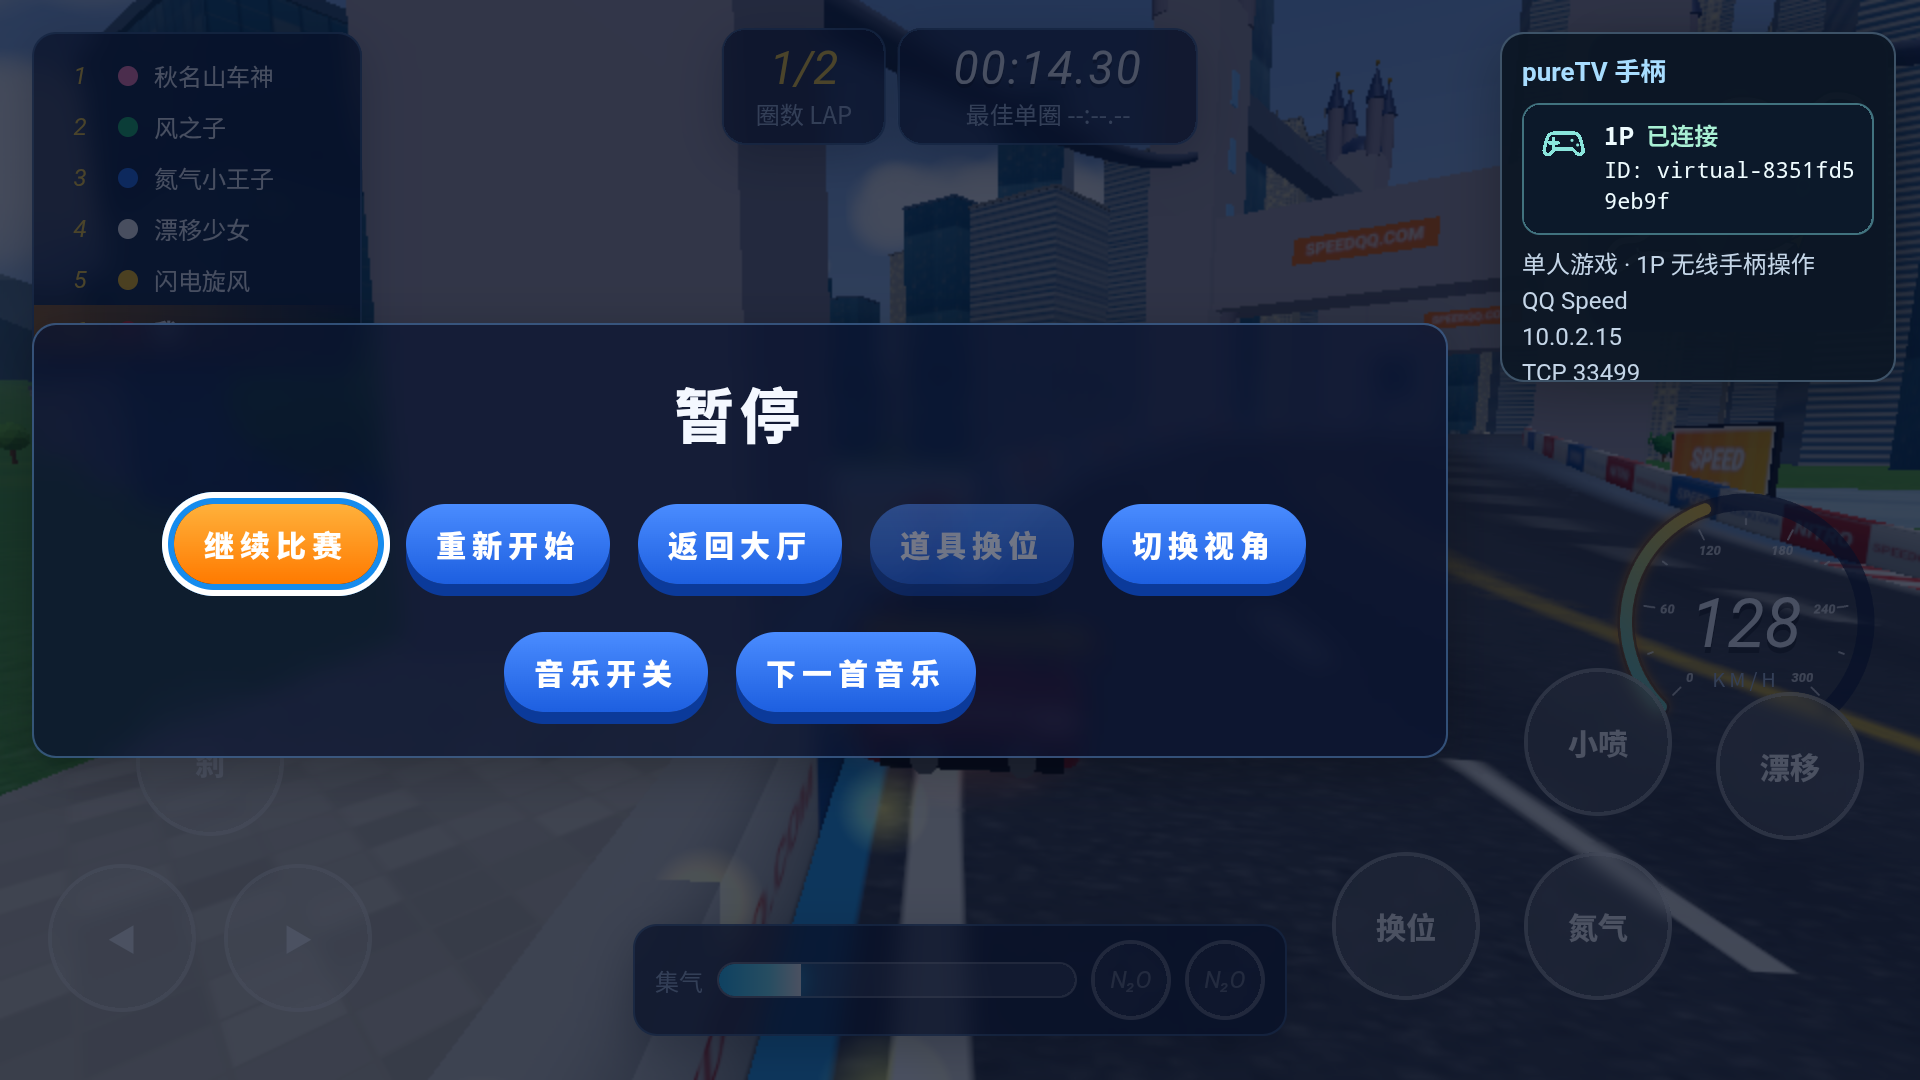 1 秋名山车神
2 风之子
3 氮气小王子
4 漂移少女
5 闪电旋风
1/2
圈数 LAP
00:14.30
最佳单圈 --:--.--
SPEEDQQ.COM
pureTV 手柄
1P 已连接
ID: virtual-8351fd5
9eb9f
单人游戏 · 1P 无线手柄操作
QQ Speed
10.0.2.15
TCP 33499
暂停
继续比赛
重新开始
返回大厅
道具换位
切换视角
音乐开关
下一首音乐
SPEED
NITRO
120
180
60
240
128
0
KM/H
300
刹
小喷
漂移
◀
▶
换位
氮气
集气
N₂O
N₂O